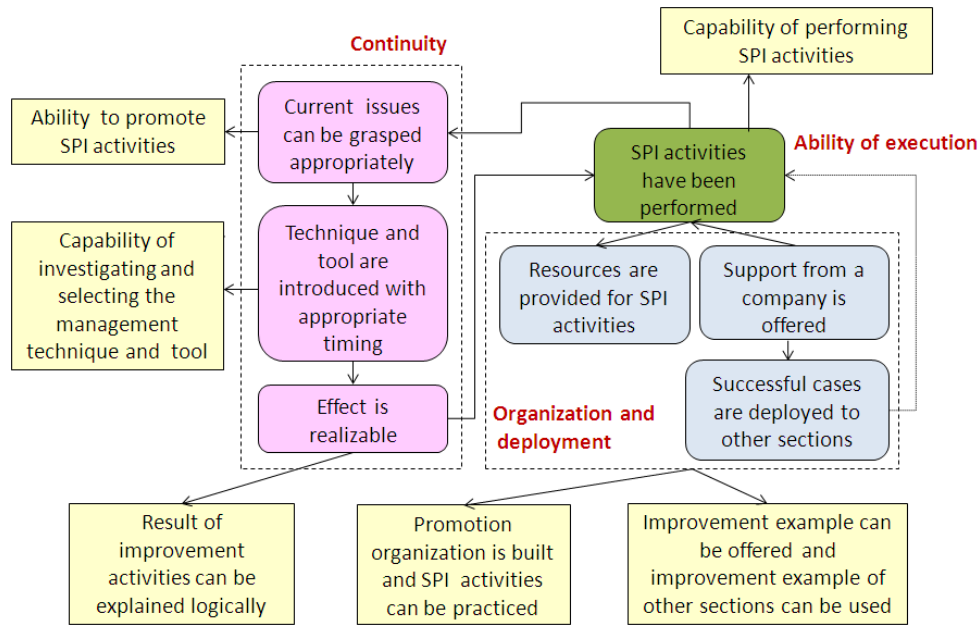 Continuity
Capability of performing
SPI activities
Current issues
can be grasped
appropriately
Ability to promote
SPI activities
Ability of execution
SPI activities
have been
performed
Technique and
tool are
introduced with
appropriate
timing
Capability of
investigating and
selecting the
management
technique and tool
Resources are
provided for SPI
activities
Support from a
company is
offered
Effect is
realizable
Organization and
deployment
Successful cases
are deployed to
other sections
Result of
improvement
activities can be
explained logically
Promotion
organization is built
and SPI activities
can be practiced
Improvement example can
be offered and
improvement example of
other sections can be used